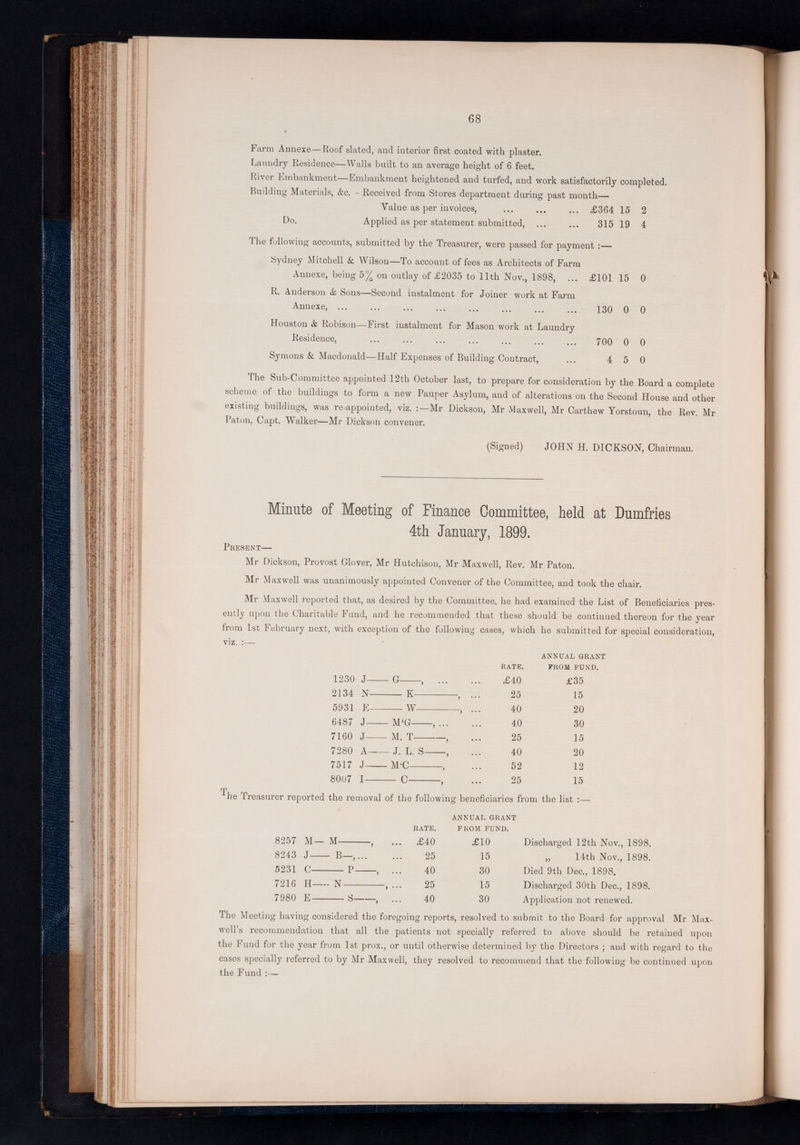 68
Farm Annexe—Roof slated, and interior first coated with plaster.
Laundry Residence—Walls built to an average height of 6 feet.
River Embankment—Embankment heightened and turfed, and work satisfactorily completed.
Building Materials, &c. - Received from Stores department during past month—
Value as per invoices, ... ... ... £364 15 2
Do. Applied as per statement submitted, ... ... 315 19 4
The following accounts, submitted by the Treasurer, were passed for payment :—
Sydney Mitchell & Wilson—To account of fees as Architects of Farm
Annexe, being 5% on outlay of £2035 to 11th Nov., 1898, ... £101 15 0
R. Anderson & Sons—Second instalment for Joiner work at Farm
Annexe, ... ... ... ... ... ... ... ... 130 0 0
Houston & Robison—First instalment for Mason work at Laundry
Residence, ... ... ... ... ... ... ... 700 0 0
Symons & Macdonald—Half Expenses of Building Contract, ... 4 5 0
The Sub-Committee appointed 12th October last, to prepare for consideration by the Board a complete
scheme of the buildings to form a new Pauper Asylum, and of alterations on the Second House and other
existing buildings, was re-appointed, viz. :—Mr Dickson, Mr Maxwell, Mr Carthew Yorstoun, the Rev. Mr
Paton, Capt. Walker—Mr Dickson convener.
(Signed) JOHN H. DICKSON, Chairman.
Minute of Meeting of Finance Committee, held at Dumfries
4th January, 1899.
PRESENT—
Mr Dickson, Provost Glover, Mr Hutchison, Mr Maxwell, Rev. Mr Paton.
Mr Maxwell was unanimously appointed Convener of the Committee, and took the chair.
Mr Maxwell reported that, as desired by the Committee, he had examined the List of Beneficiaries pres-
ently upon the Charitable Fund, and he recommended that these should be continued thereon for the year
from 1st February next, with exception of the following cases, which he submitted for special consideration,
viz. :—
ANNUAL GRANT
RATE. FROM FUND.
1230 J—— G——, ... ... £40 £35
2134 N—— K——, ... 25 15
5931 E—— W——, ... 40 20
6487 J—— M'G——, ... ... 40 30
7160 J—— M. T——, ... 25 15
7280 A—— J. L. S——, ... 40 20
7517 J—— M'C——, ... 52 12
8007 I—— C——, ... 25 15
The Treasurer reported the removal of the following beneficiaries from the list :—
ANNUAL GRANT
RATE. FROM FUND.
8257 M— M——, ... £40 £10 Discharged 12th Nov., 1898.
8243 J—— B—, ... ... 25 15 „ 14th Nov., 1898.
5231 C—— P——, ... 40 30 Died 9th Dec., 1898,
7216 H—— N——, ... 25 15 Discharged 30th Dec., 1898.
7980 E—— S——, ... 40 30 Application not renewed.
The Meeting having considered the foregoing reports, resolved to submit to the Board for approval Mr Max-
well's recommendation that all the patients not specially referred to above should be retained upon
the Fund for the year from 1st prox., or until otherwise determined by the Directors ; and with regard to the
cases specially referred to by Mr Maxwell, they resolved to recommend that the following be continued upon
the Fund :—